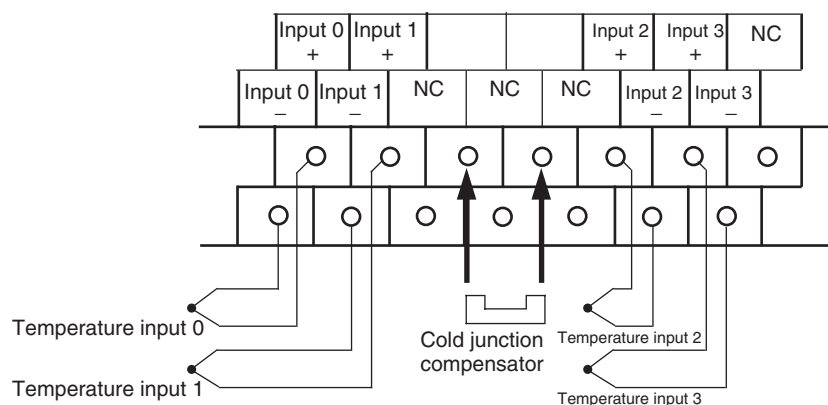 Input 0 Input 1 Input 2 Input 3 NC
+ + + +
Input 0 Input 1 NC NC NC Input 2 Input 3
– – – –
Temperature input 0
Cold junction
compensator
Temperature input 2
Temperature input 1
Temperature input 3